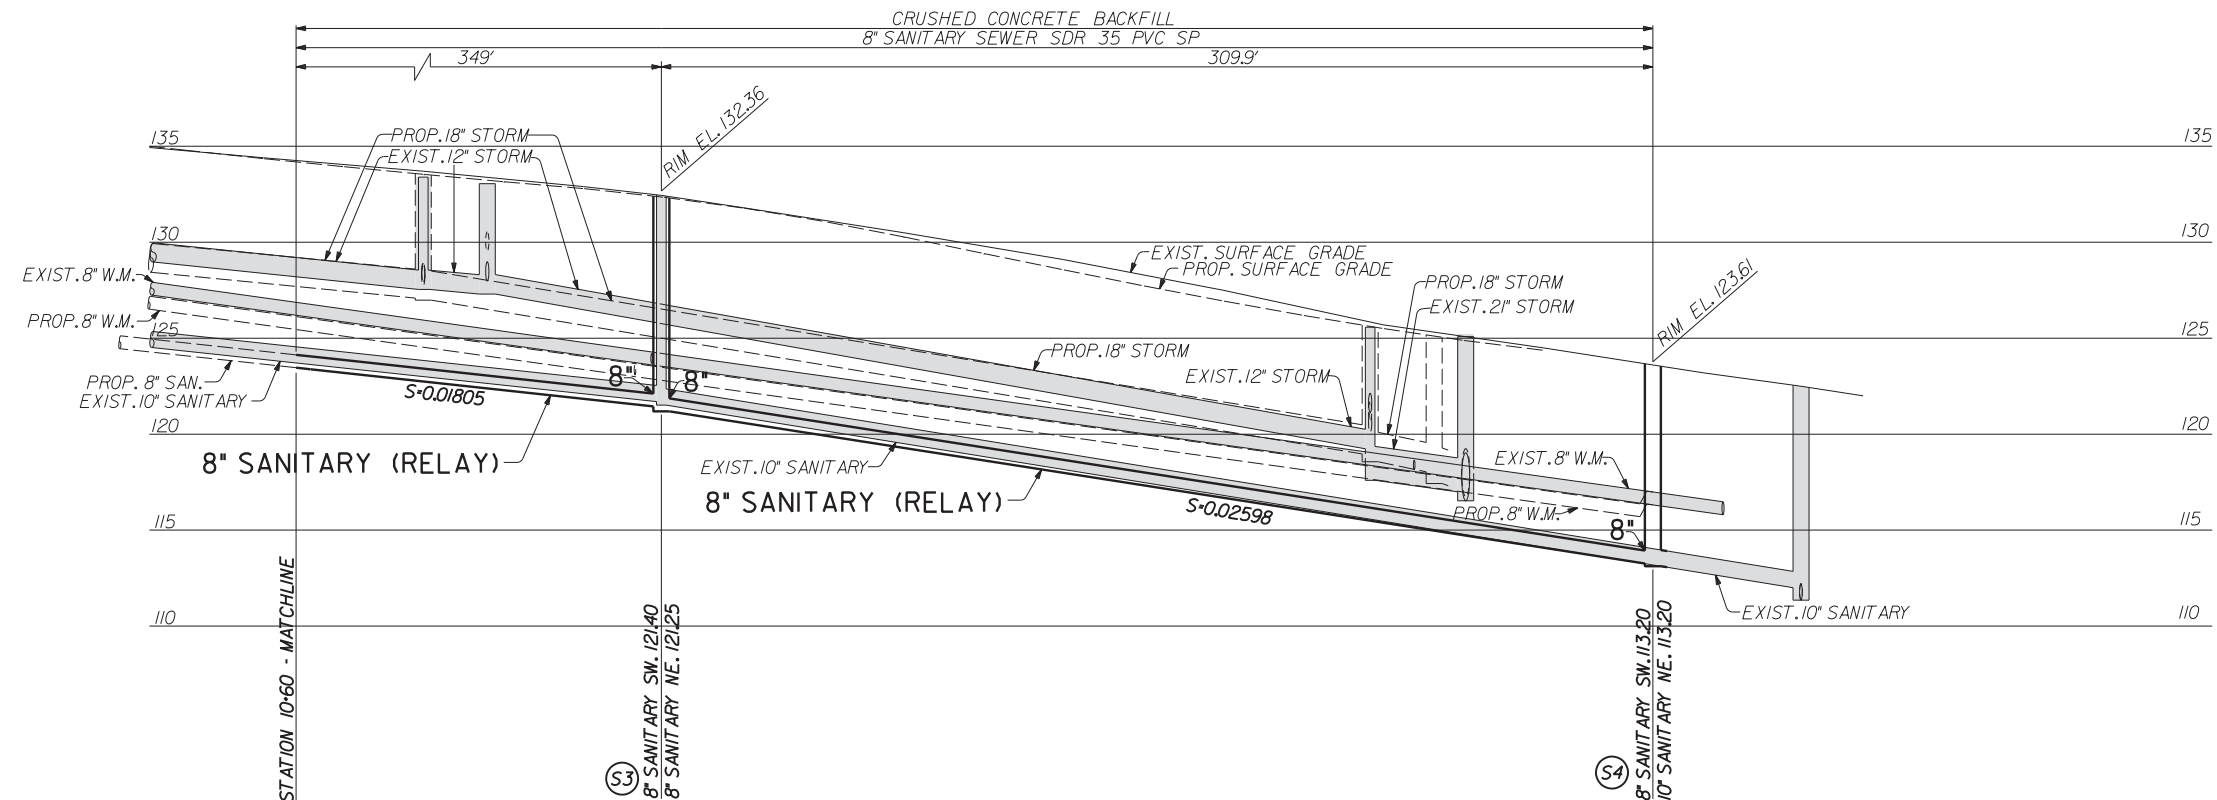 CRUSHED CONCRETE BACKFILL
8" SANITARY SEWER SDR 35 PVC SP
349'
309.9'
RIM EL. 132.36
135
135
PROP. 18" STORM
EXIST. 12" STORM
130
130
EXIST. SURFACE GRADE
PROP. SURFACE GRADE
EXIST. 8" W.M.
PROP. 18" STORM
EXIST. 21" STORM
RIM EL. 123.61
PROP. 8" W.M.
125
125
PROP. 18" STORM
EXIST. 12" STORM
8"
8"
PROP. 8" SAN.
EXIST. 10" SANITARY
S=0.01805
120
120
8" SANITARY (RELAY)
EXIST. 10" SANITARY
EXIST. 8" W.M.
8" SANITARY (RELAY)
S=0.02598
PROP. 8" W.M.
115
115
8"
110
110
EXIST. 10" SANITARY
STATION 10+60 - MATCHLINE
S3
8" SANITARY SW. 121.40
8" SANITARY NE. 121.25
S4
8" SANITARY SW. 113.20
10" SANITARY NE. 113.20